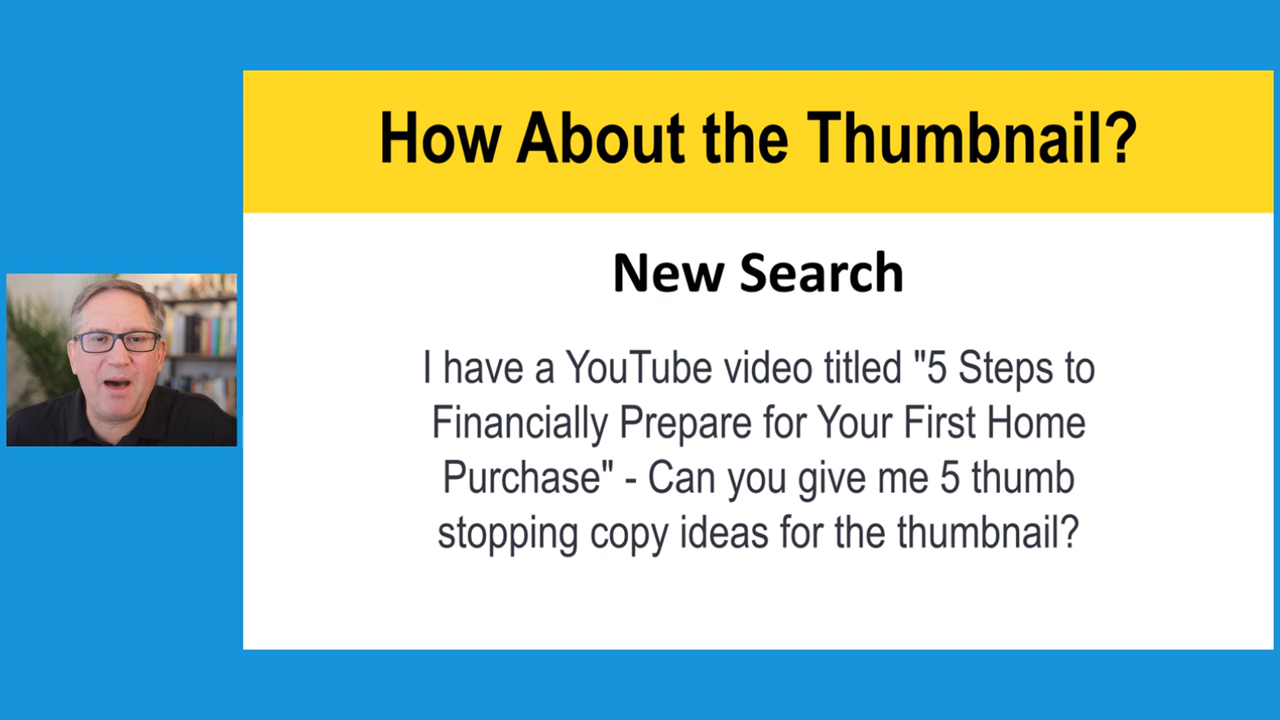 How About the Thumbnail?
New Search
I have a YouTube video titled "5 Steps to
Financially Prepare for Your First Home
Purchase" - Can you give me 5 thumb
stopping copy ideas for the thumbnail?